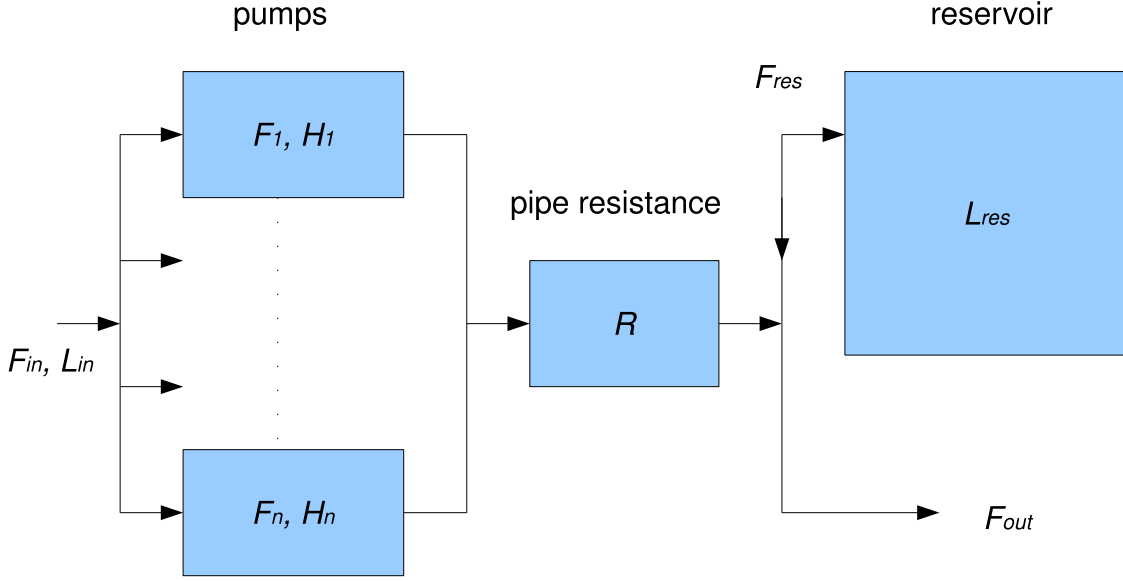 pumps
reservoir
F1, H1
Fres
pipe resistance
Lres
R
Fin, Lin
Fn, Hn
Fout